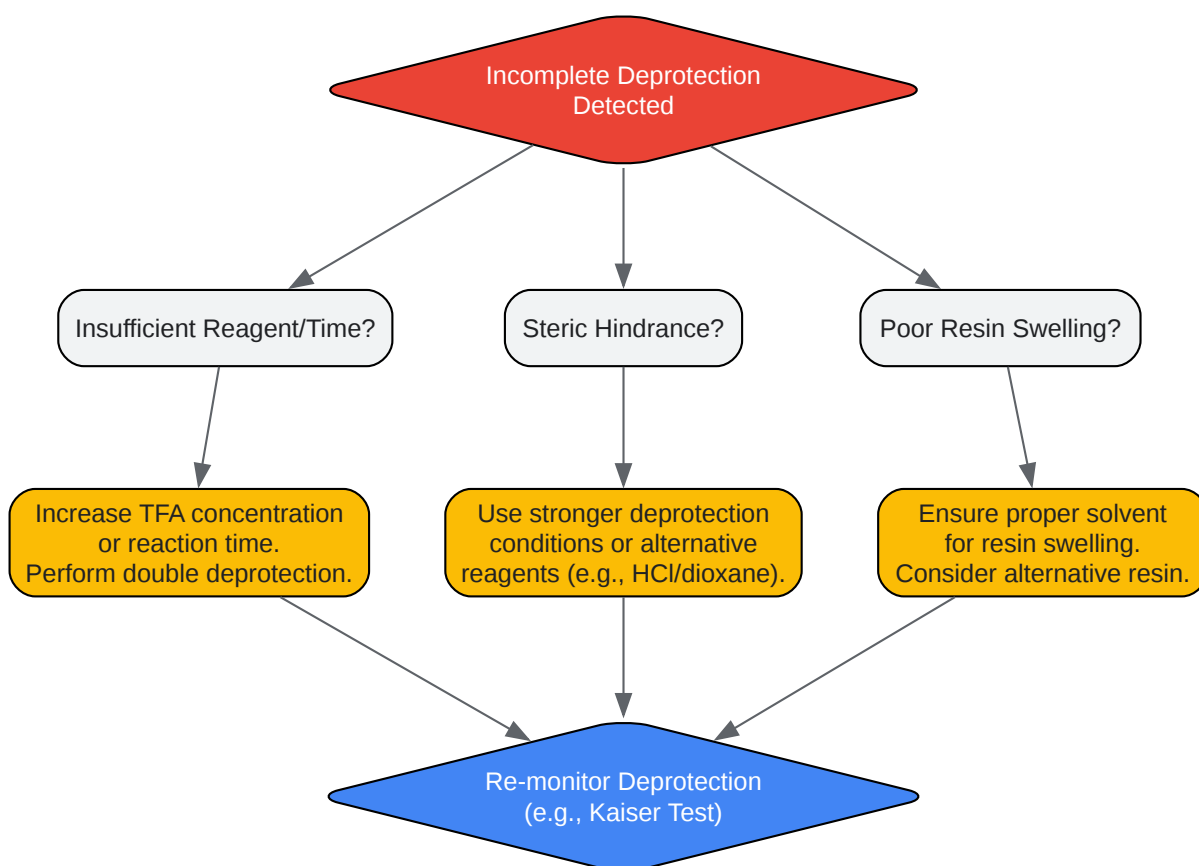 Incomplete Deprotection
Detected
Insufficient Reagent/Time?
Steric Hindrance?
Poor Resin Swelling?
Increase TFA concentration
or reaction time.
Perform double deprotection.
Use stronger deprotection
conditions or alternative
reagents (e.g., HCl/dioxane).
Ensure proper solvent
for resin swelling.
Consider alternative resin.
Re-monitor Deprotection
(e.g., Kaiser Test)